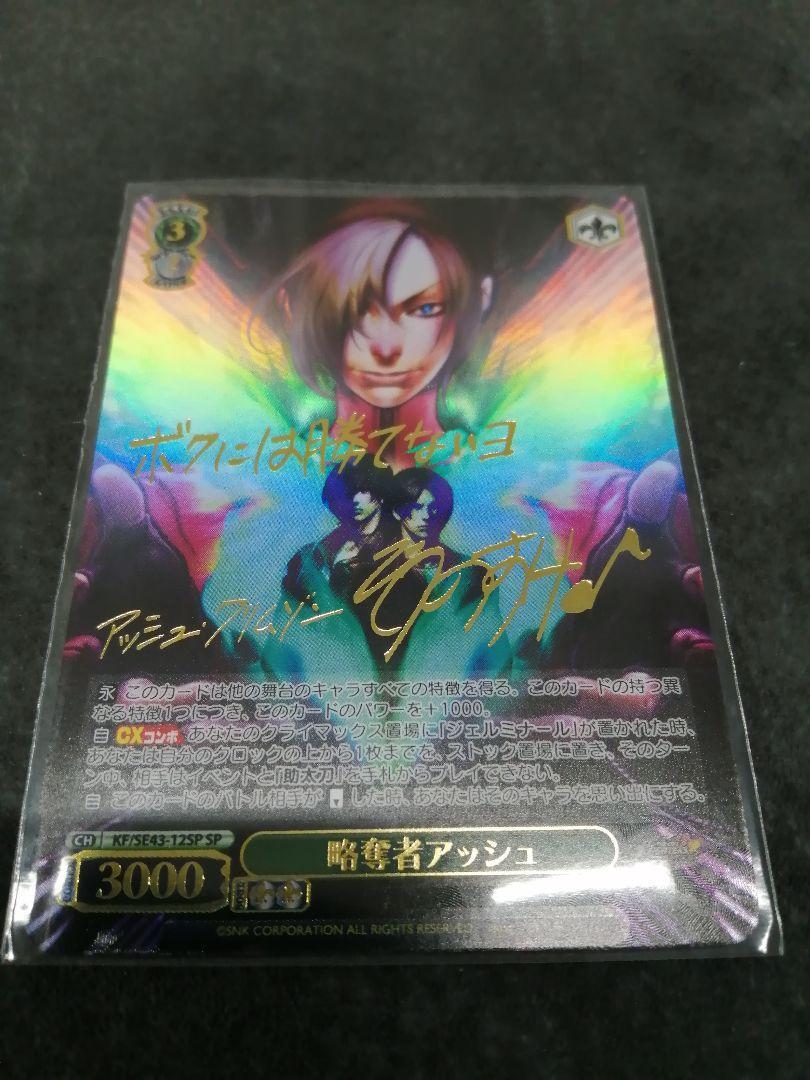 3
ボクには勝てないヨ
アッシュ・クリムゾン
永 このカードは他の舞台のキャラすべての特徴を得る。このカードの持つ異
なる特徴1つにつき、このカードのパワーを+1000。
自 CXコンボ あなたのクライマックス置場に「ジェルミナール」が置かれた時、
あなたは自分のクロックの上から1枚までを、ストック置場に置き、そのター
ン中、相手はイベントと『助太刀』を手札からプレイできない。
自 このカードのバトル相手が した時、あなたはそのキャラを思い出にする。
CH KF/SE43-12SP SP
略奪者アッシュ
3000
©SNK CORPORATION ALL RIGHTS RESERVED.